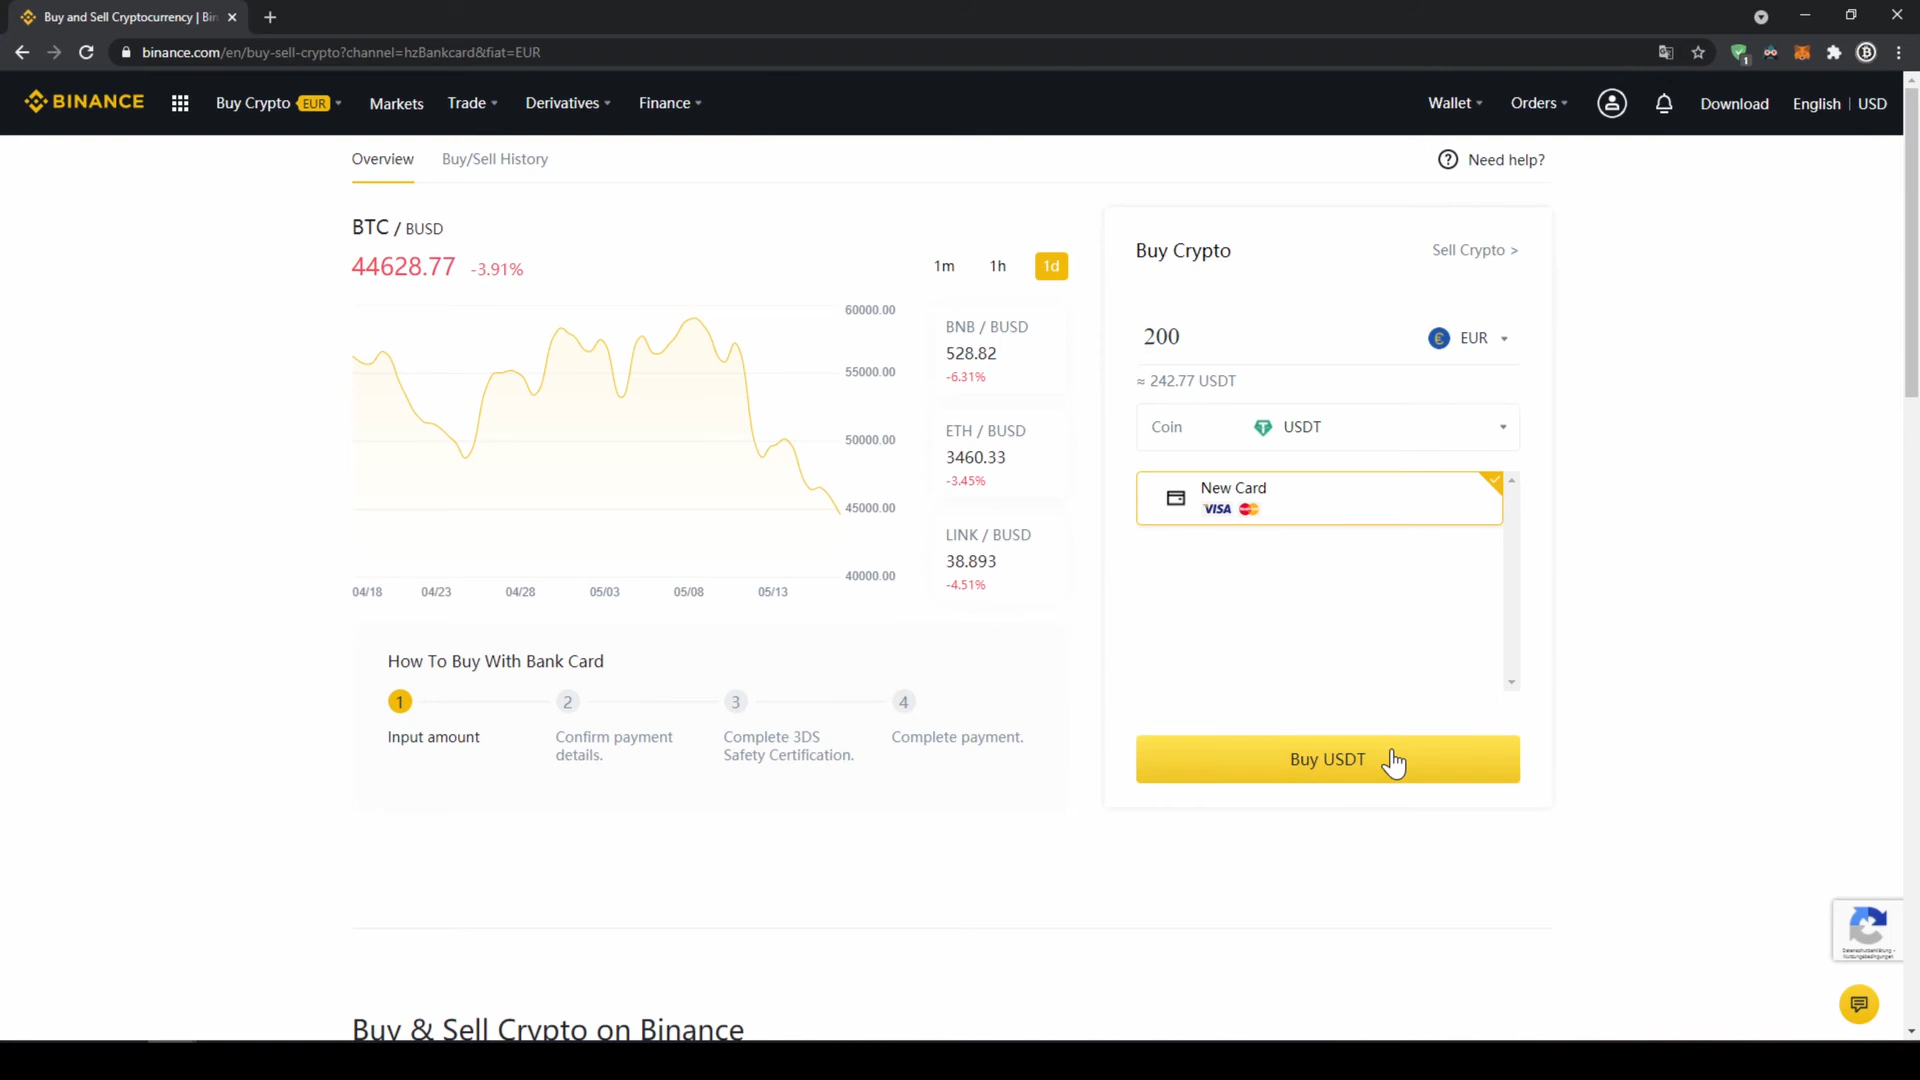 Buy and Sell Cryptocurrency | Bin
binance.com/en/buy-sell-crypto?channel=hzBankcard&fiat=EUR
1
BINANCE
Buy Crypto EUR
Markets
Trade
Derivatives
Finance
Wallet
Orders
Download
English | USD
Overview
Buy/Sell History
Need help?
BTC / BUSD
44628.77 -3.91%
1m
1h
1d
60000.00
55000.00
50000.00
45000.00
40000.00
04/18
04/23
04/28
05/03
05/08
05/13
BNB / BUSD
528.82
-6.31%
ETH / BUSD
3460.33
-3.45%
LINK / BUSD
38.893
-4.51%
Buy Crypto
Sell Crypto >
200
EUR
≈ 242.77 USDT
Coin
USDT
New Card
VISA
Buy USDT
How To Buy With Bank Card
1
2
3
4
Input amount
Confirm payment
details.
Complete 3DS
Safety Certification.
Complete payment.
Datenschutzerklärung -
Nutzungsbedingungen
Buy & Sell Crypto on Binance